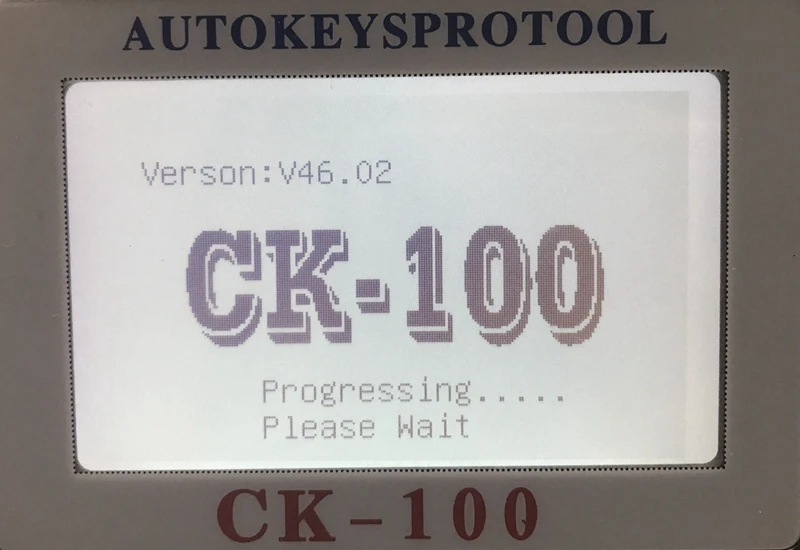 AUTOKEYSPROTOOL
Verson:V46.02
CK-100
Progressing.....
Please Wait
CK-100